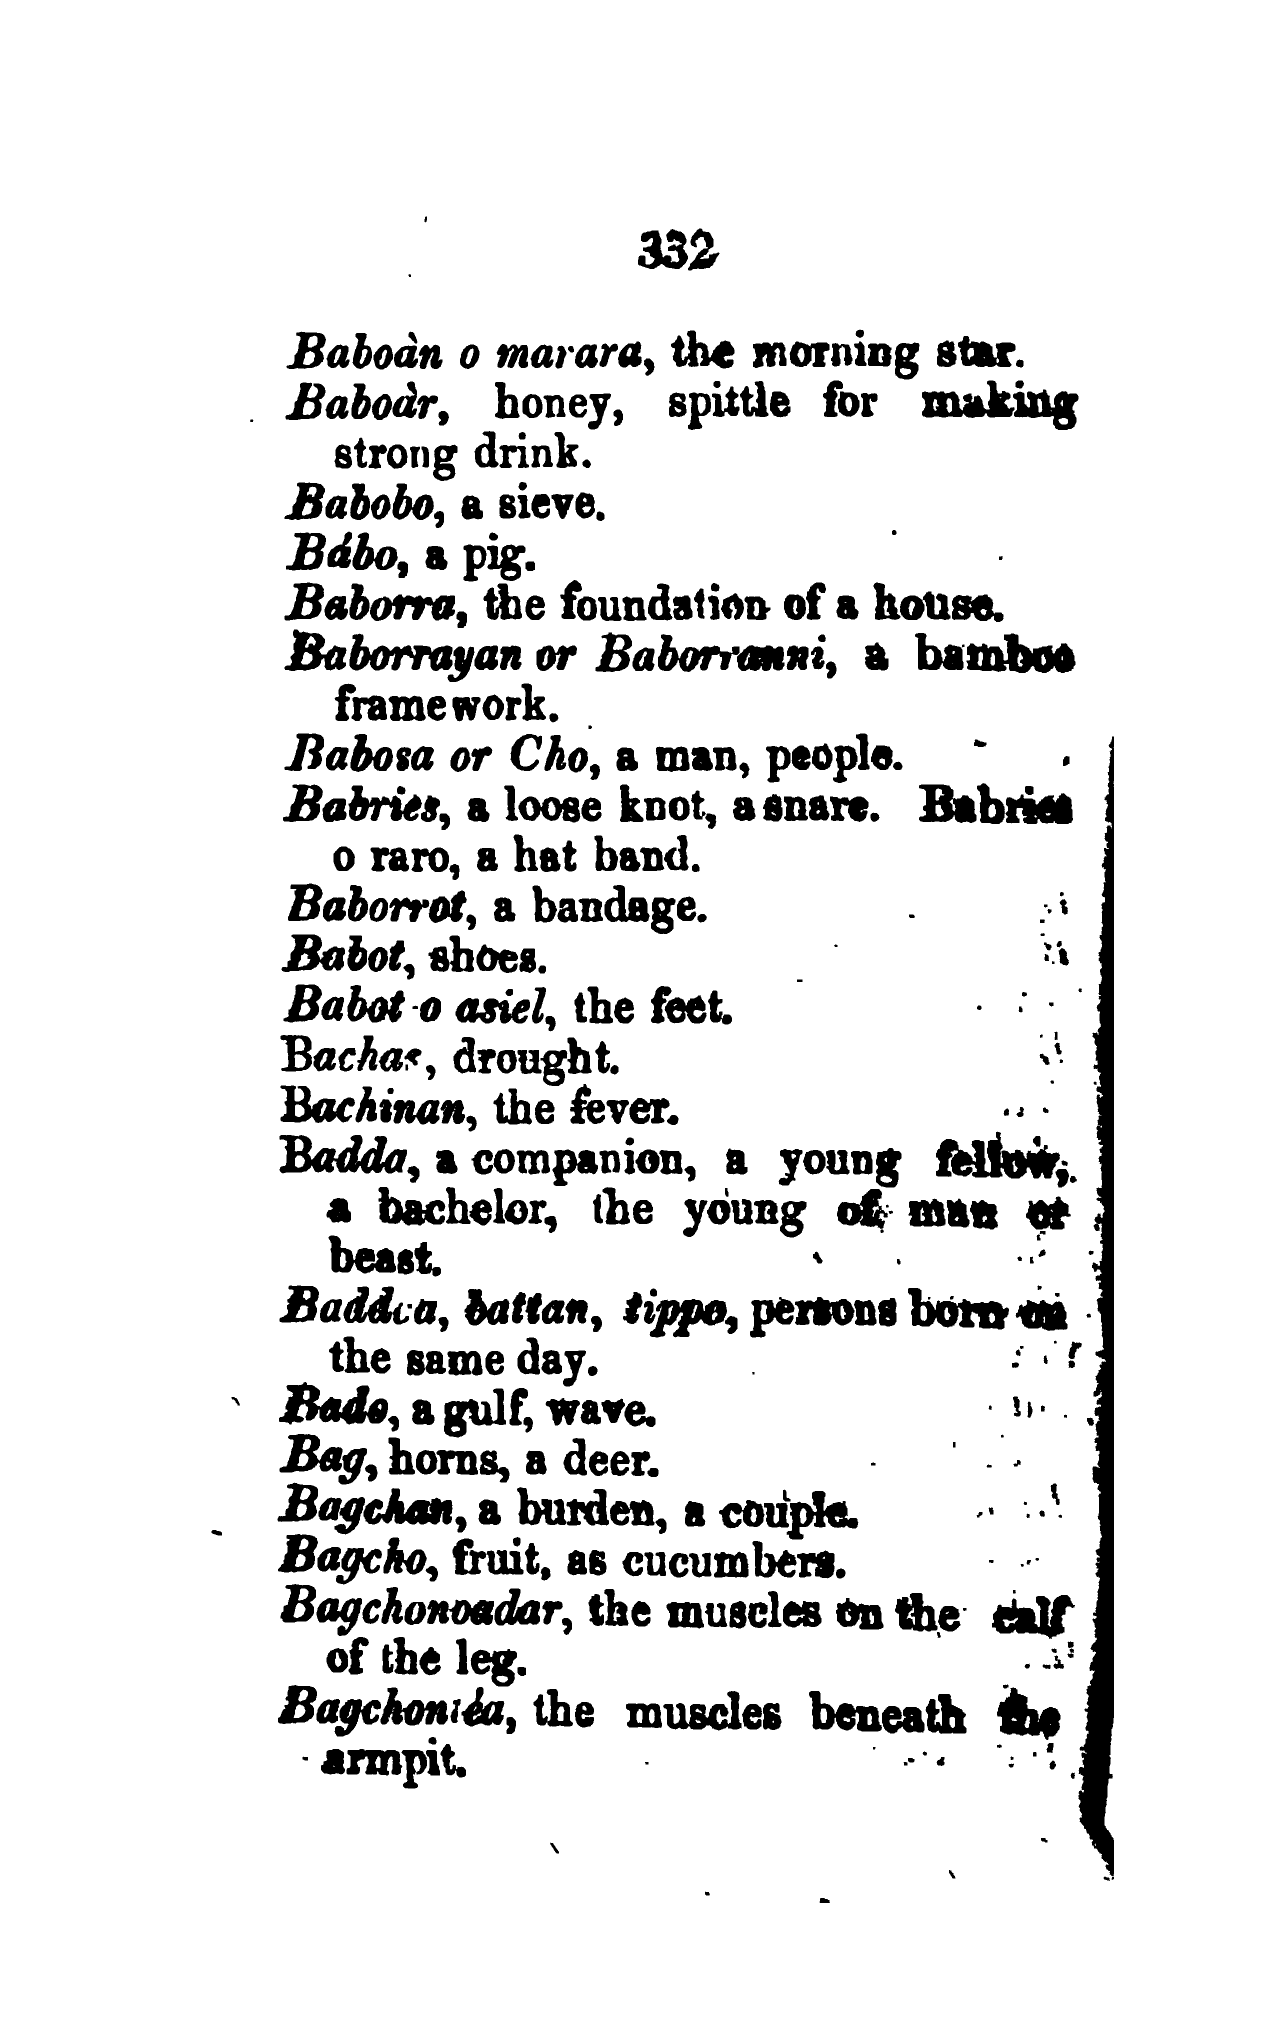 332
Baboàn o marara, the morning star.
Baboàr, honey, spittle for making
strong drink.
Babobo, a sieve.
Bábo, a pig.
Baborra, the foundation of a house.
Baborrayan or Baborranni, a bamboo
framework.
Babosa or Cho, a man, people.
Babries, a loose knot, a snare. Babries
o raro, a hat band.
Baborrot, a bandage.
Babot, shoes.
Babot o asiel, the feet.
Bachas, drought.
Bachinan, the fever.
Badda, a companion, a young fellow,
a bachelor, the young of man or
beast.
battan, tippo, persons born on
the same day.
Bado, a gulf, wave.
Bag, horns, a deer.
Bagchan, a burden, a couple.
Bagcho, fruit, as cucumbers.
Bagchonoadar, the muscles on the calf
of the leg.
Bagchoniéa, the muscles beneath the
armpit.